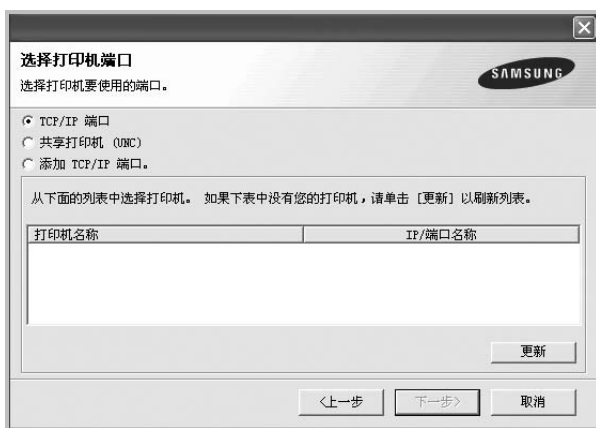 选择打印机端口
选择打印机要使用的端口。
SAMSUNG
TCP/IP 端口
共享打印机 (UNC)
添加 TCP/IP 端口。
从下面的列表中选择打印机。 如果下表中没有您的打印机，请单击 [更新] 以刷新列表。
打印机名称 IP/端口名称
更新
<上一步 下一步> 取消